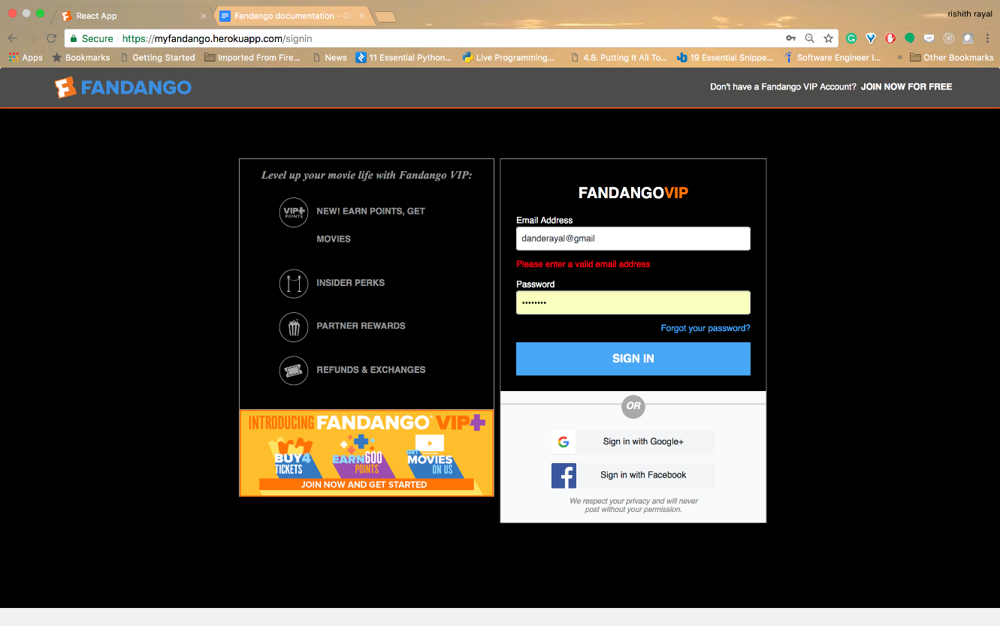 React App
Fandango documentation - Go
rishith rayal
Secure https://myfandango.herokuapp.com/signin
Apps Bookmarks Getting Started Imported From Fire... News 11 Essential Python... Live Programming... 4.8. Putting It All To... 19 Essential Snippe... Software Engineer I... » Other Bookmarks
FANDANGO
Don't have a Fandango VIP Account? JOIN NOW FOR FREE
Level up your movie life with Fandango VIP:
VIP+
POINTS
NEW! EARN POINTS, GET
MOVIES
INSIDER PERKS
PARTNER REWARDS
REFUNDS & EXCHANGES
INTRODUCING FANDANGO VIP+
BUY 4
TICKETS
EARN 600
POINTS
GET
MOVIES
ON US
JOIN NOW AND GET STARTED
FANDANGOVIP
Email Address
danderayal@gmail
Please enter a valid email address
Password
••••••••
Forgot your password?
SIGN IN
OR
Sign in with Google+
Sign in with Facebook
We respect your privacy and will never
post without your permission.